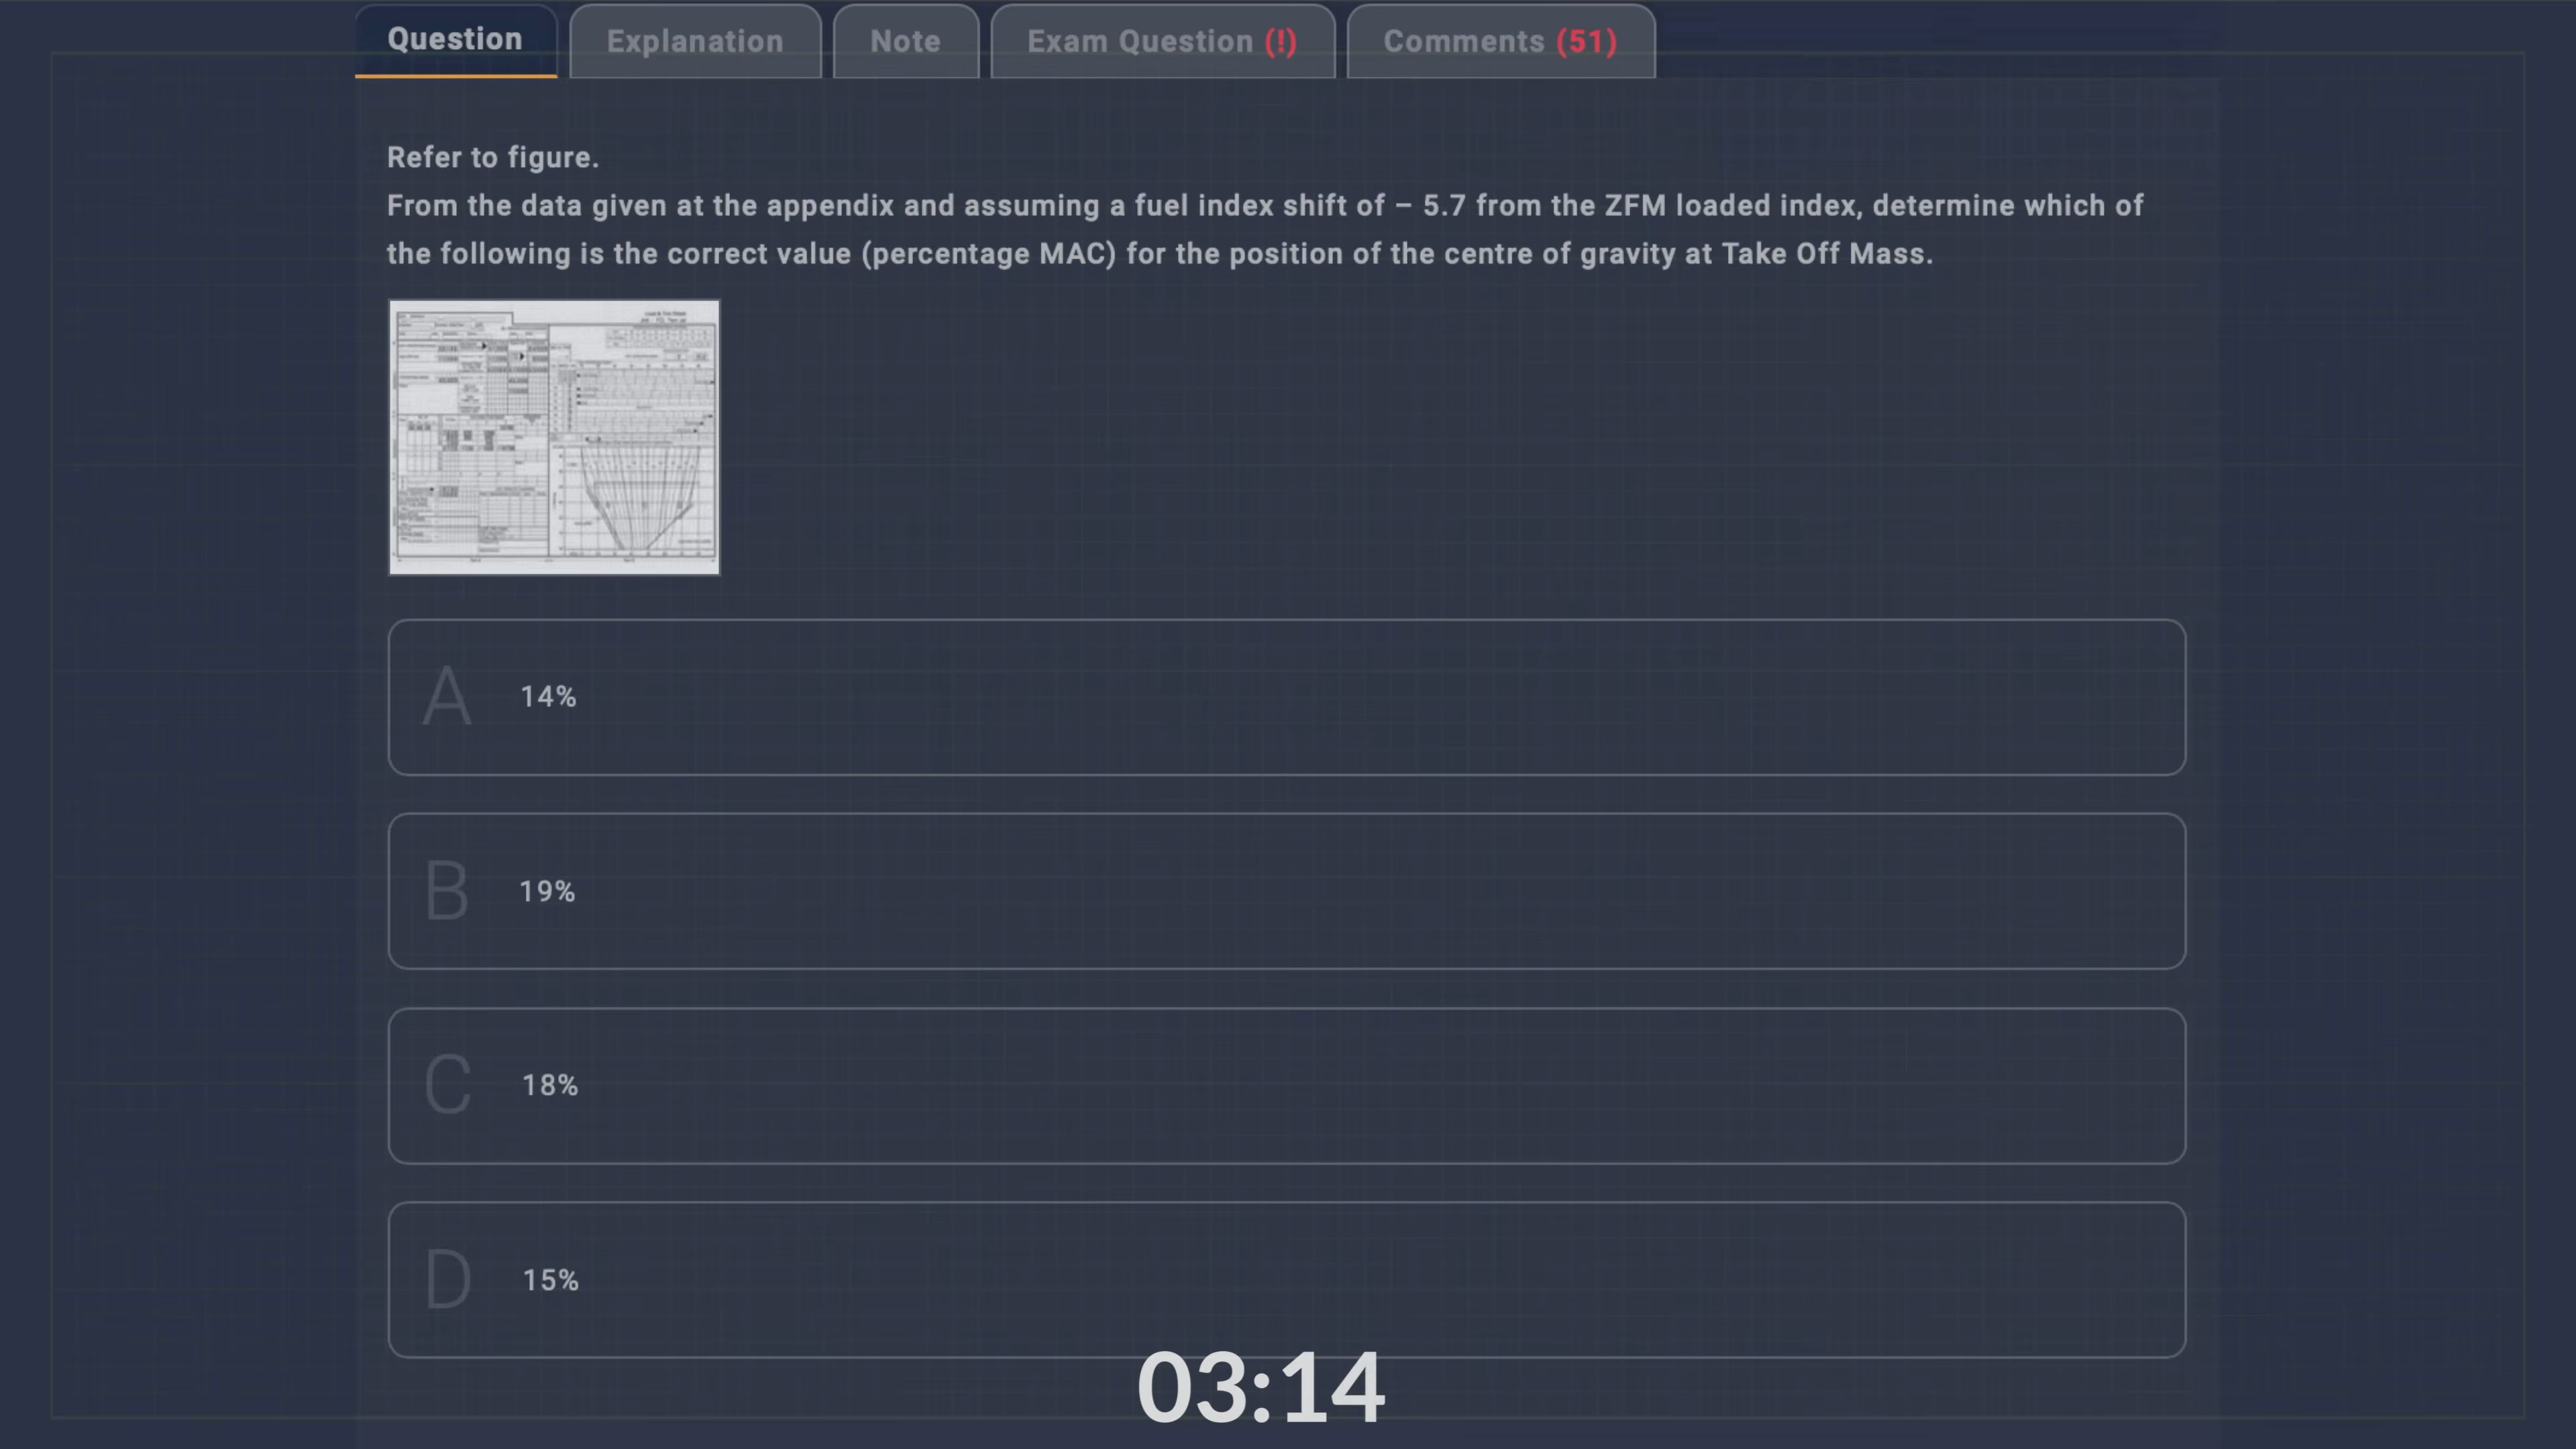 Question
Explanation
Note
Exam Question (!)
Comments (51)
Refer to figure.
From the data given at the appendix and assuming a fuel index shift of – 5.7 from the ZFM loaded index, determine which of
the following is the correct value (percentage MAC) for the position of the centre of gravity at Take Off Mass.
A 14%
B 19%
C 18%
D 15%
03:14